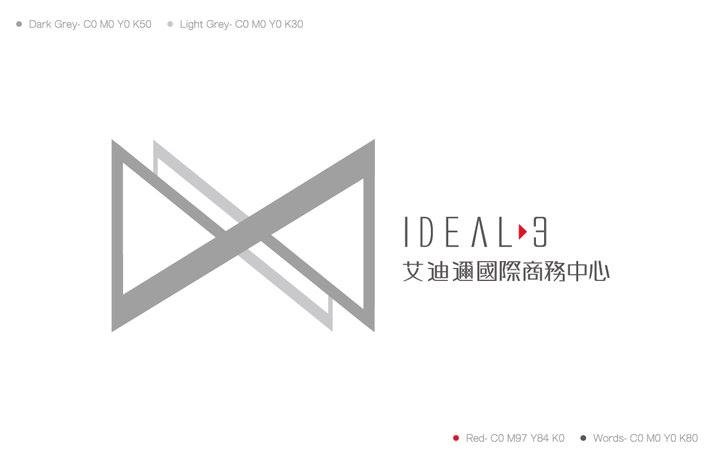 Dark Grey- C0 M0 Y0 K50 Light Grey- C0 M0 Y0 K30
IDEAL 3
艾迪彌國際商務中心
Red- C0 M97 Y84 K0 Words- C0 M0 Y0 K80